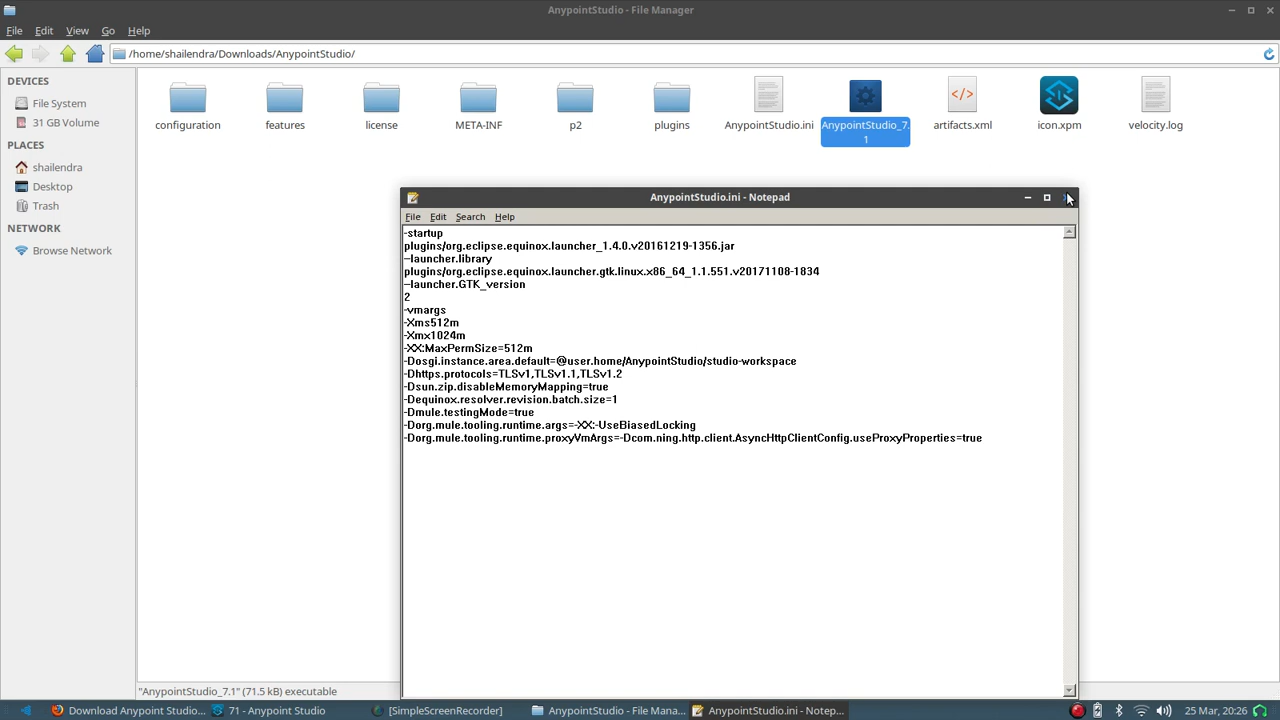 AnypointStudio - File Manager
File Edit View Go Help
/home/shailendra/Downloads/AnypointStudio/
DEVICES
File System
31 GB Volume
PLACES
shailendra
Desktop
Trash
NETWORK
Browse Network
configuration features license META-INF p2 plugins AnypointStudio.ini AnypointStudio_7. artifacts.xml icon.xpm velocity.log
1
AnypointStudio.ini - Notepad
File Edit Search Help
-startup
plugins/org.eclipse.equinox.launcher_1.4.0.v20161219-1356.jar
--launcher.library
plugins/org.eclipse.equinox.launcher.gtk.linux.x86_64_1.1.551.v20171108-1834
--launcher.GTK_version
2
-vmargs
-Xms512m
-Xmx1024m
-XX:MaxPermSize=512m
-Dosgi.instance.area.default=@user.home/AnypointStudio/studio-workspace
-Dhttps.protocols=TLSv1,TLSv1.1,TLSv1.2
-Dsun.zip.disableMemoryMapping=true
-Dequinox.resolver.revision.batch.size=1
-Dmule.testingMode=true
-Dorg.mule.tooling.runtime.args=-XX:-UseBiasedLocking
-Dorg.mule.tooling.runtime.proxyVmArgs=-Dcom.ning.http.client.AsyncHttpClientConfig.useProxyProperties=true
"AnypointStudio_7.1" (71.5 kB) executable
Download Anypoint Studio... 71 - Anypoint Studio [SimpleScreenRecorder] AnypointStudio - File Mana... AnypointStudio.ini - Notep... 25 Mar, 20:26